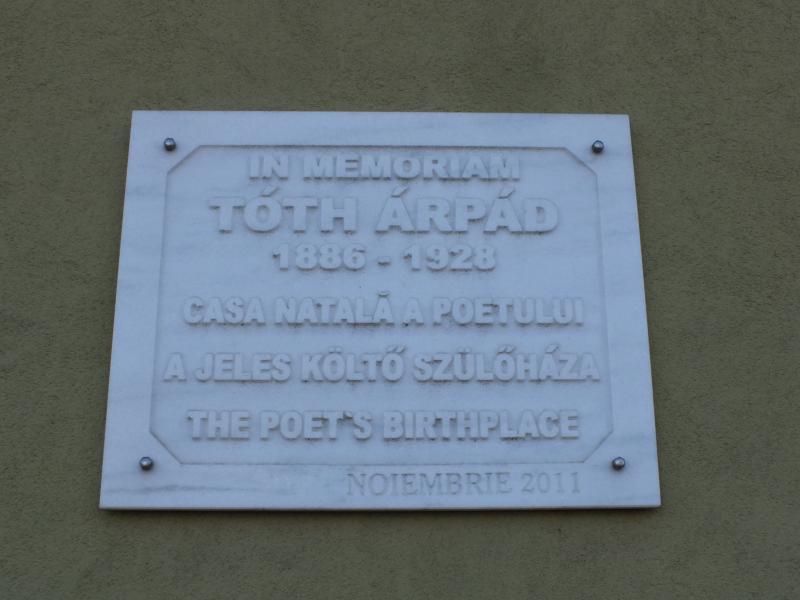 IN MEMORIAM
TÓTH ÁRPÁD
1886 - 1928
CASA NATALĂ A POETULUI
A JELES KÖLTŐ SZÜLŐHÁZA
THE POET`S BIRTHPLACE
NOIEMBRIE 2011